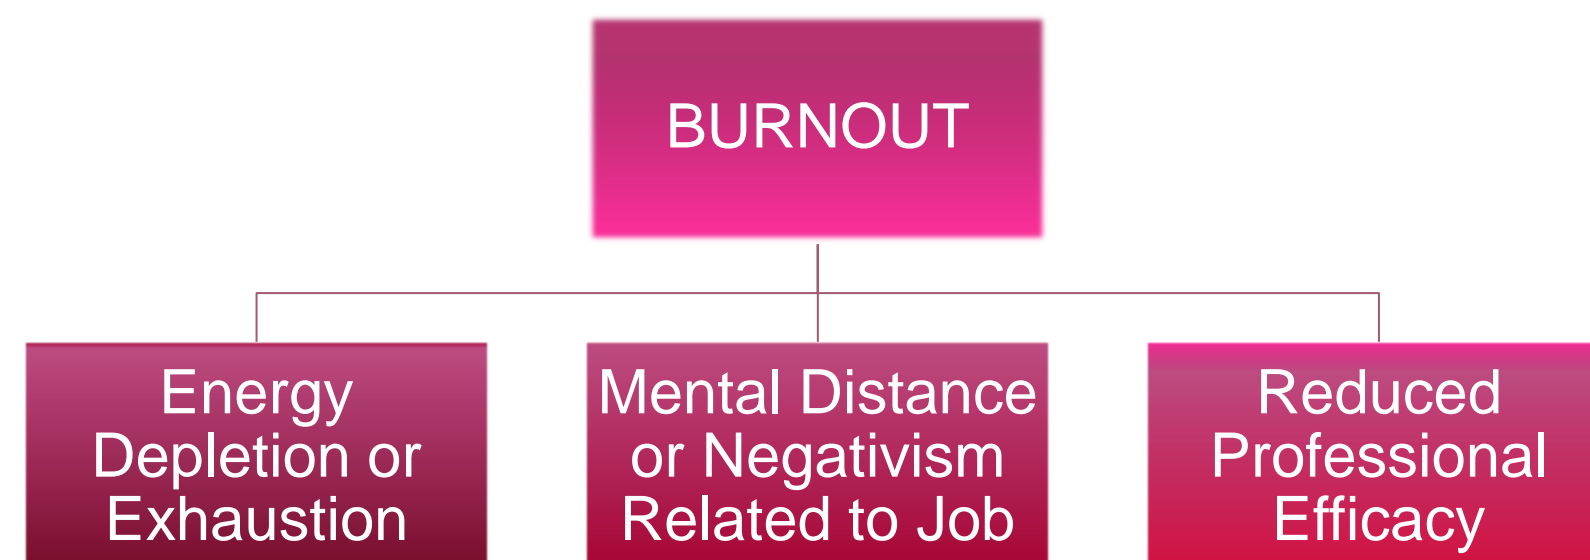 BURNOUT
Energy
Depletion or
Exhaustion
Mental Distance
or Negativism
Related to Job
Reduced
Professional
Efficacy